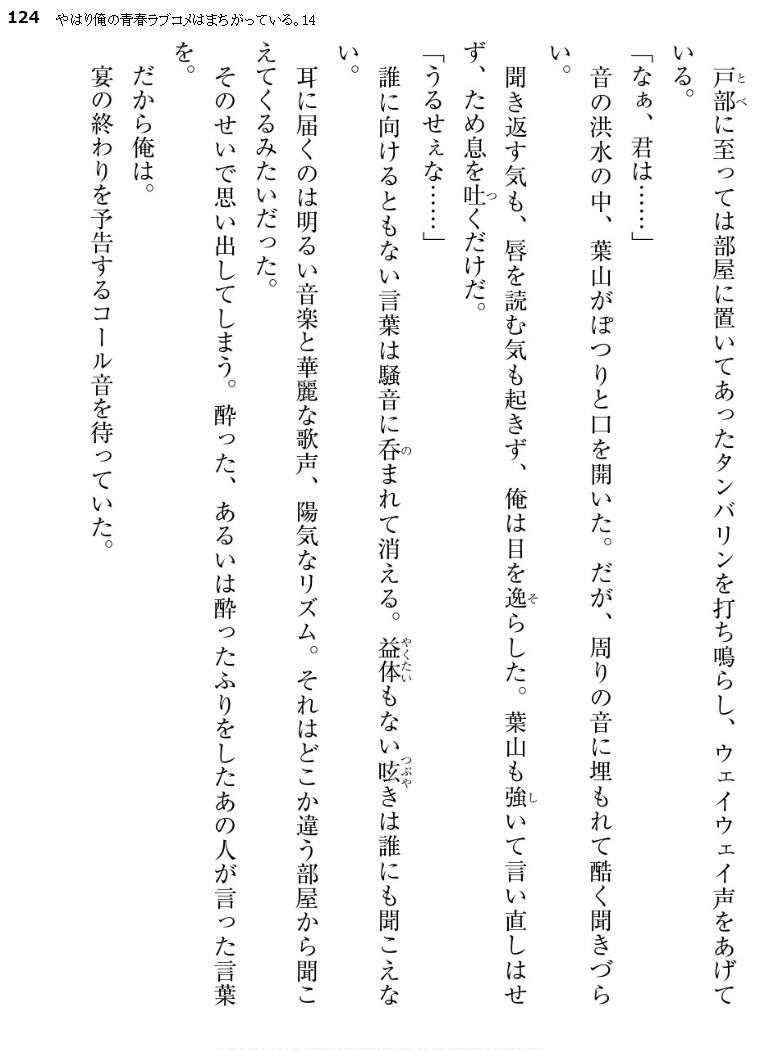 124 やはり俺の青春ラブコメはまちがっている。14
戸部に至っては部屋に置いてあったタンバリンを打ち鳴らし、ウェイウェイ声をあげて
いる。
「なぁ、君は……」
音の洪水の中、葉山がぽつりと口を開いた。だが、周りの音に埋もれて酷く聞きづら
い。
聞き返す気も、唇を読む気も起きず、俺は目を逸らした。葉山も強いて言い直しはせ
ず、ため息を吐くだけだ。
「うるせぇな……」
誰に向けるともない言葉は騒音に呑まれて消える。益体もない呟きは誰にも聞こえな
い。
耳に届くのは明るい音楽と華麗な歌声、陽気なリズム。それはどこか違う部屋から聞こ
えてくるみたいだった。
そのせいで思い出してしまう。酔った、あるいは酔ったふりをしたあの人が言った言葉
を。
だから俺は。
宴の終わりを予告するコール音を待っていた。